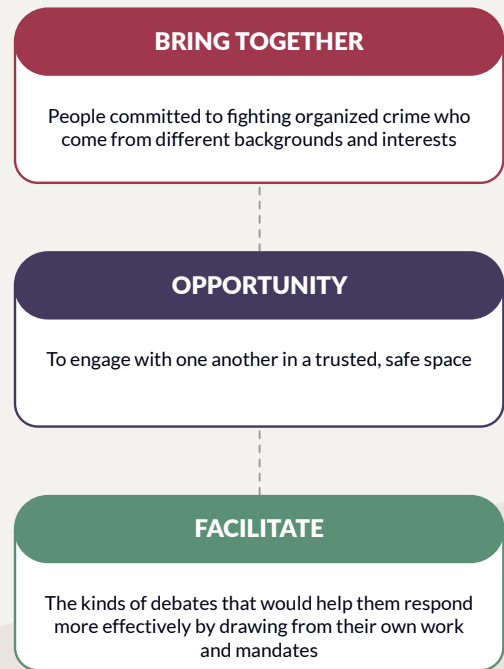 BRING TOGETHER
People committed to fighting organized crime who
come from different backgrounds and interests
OPPORTUNITY
To engage with one another in a trusted, safe space
FACILITATE
The kinds of debates that would help them respond
more effectively by drawing from their own work
and mandates